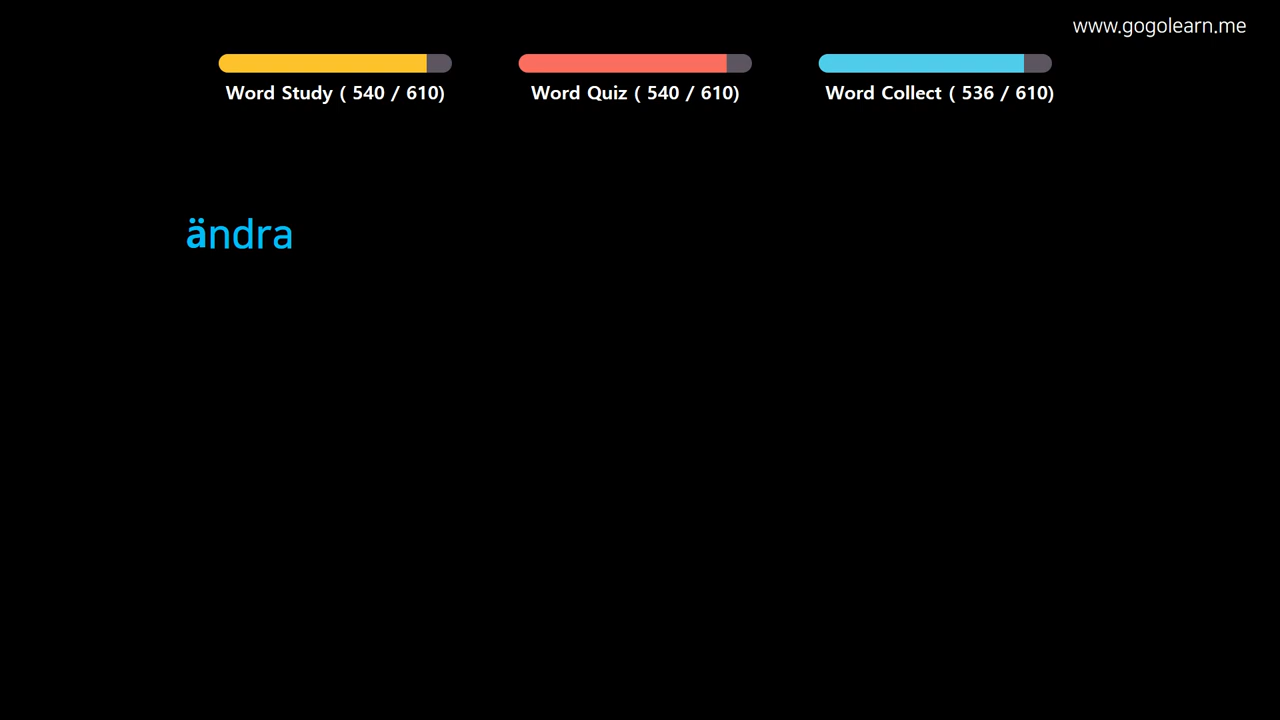 www.gogolearn.me
Word Study ( 540 / 610)
Word Quiz ( 540 / 610)
Word Collect ( 536 / 610)
ändra